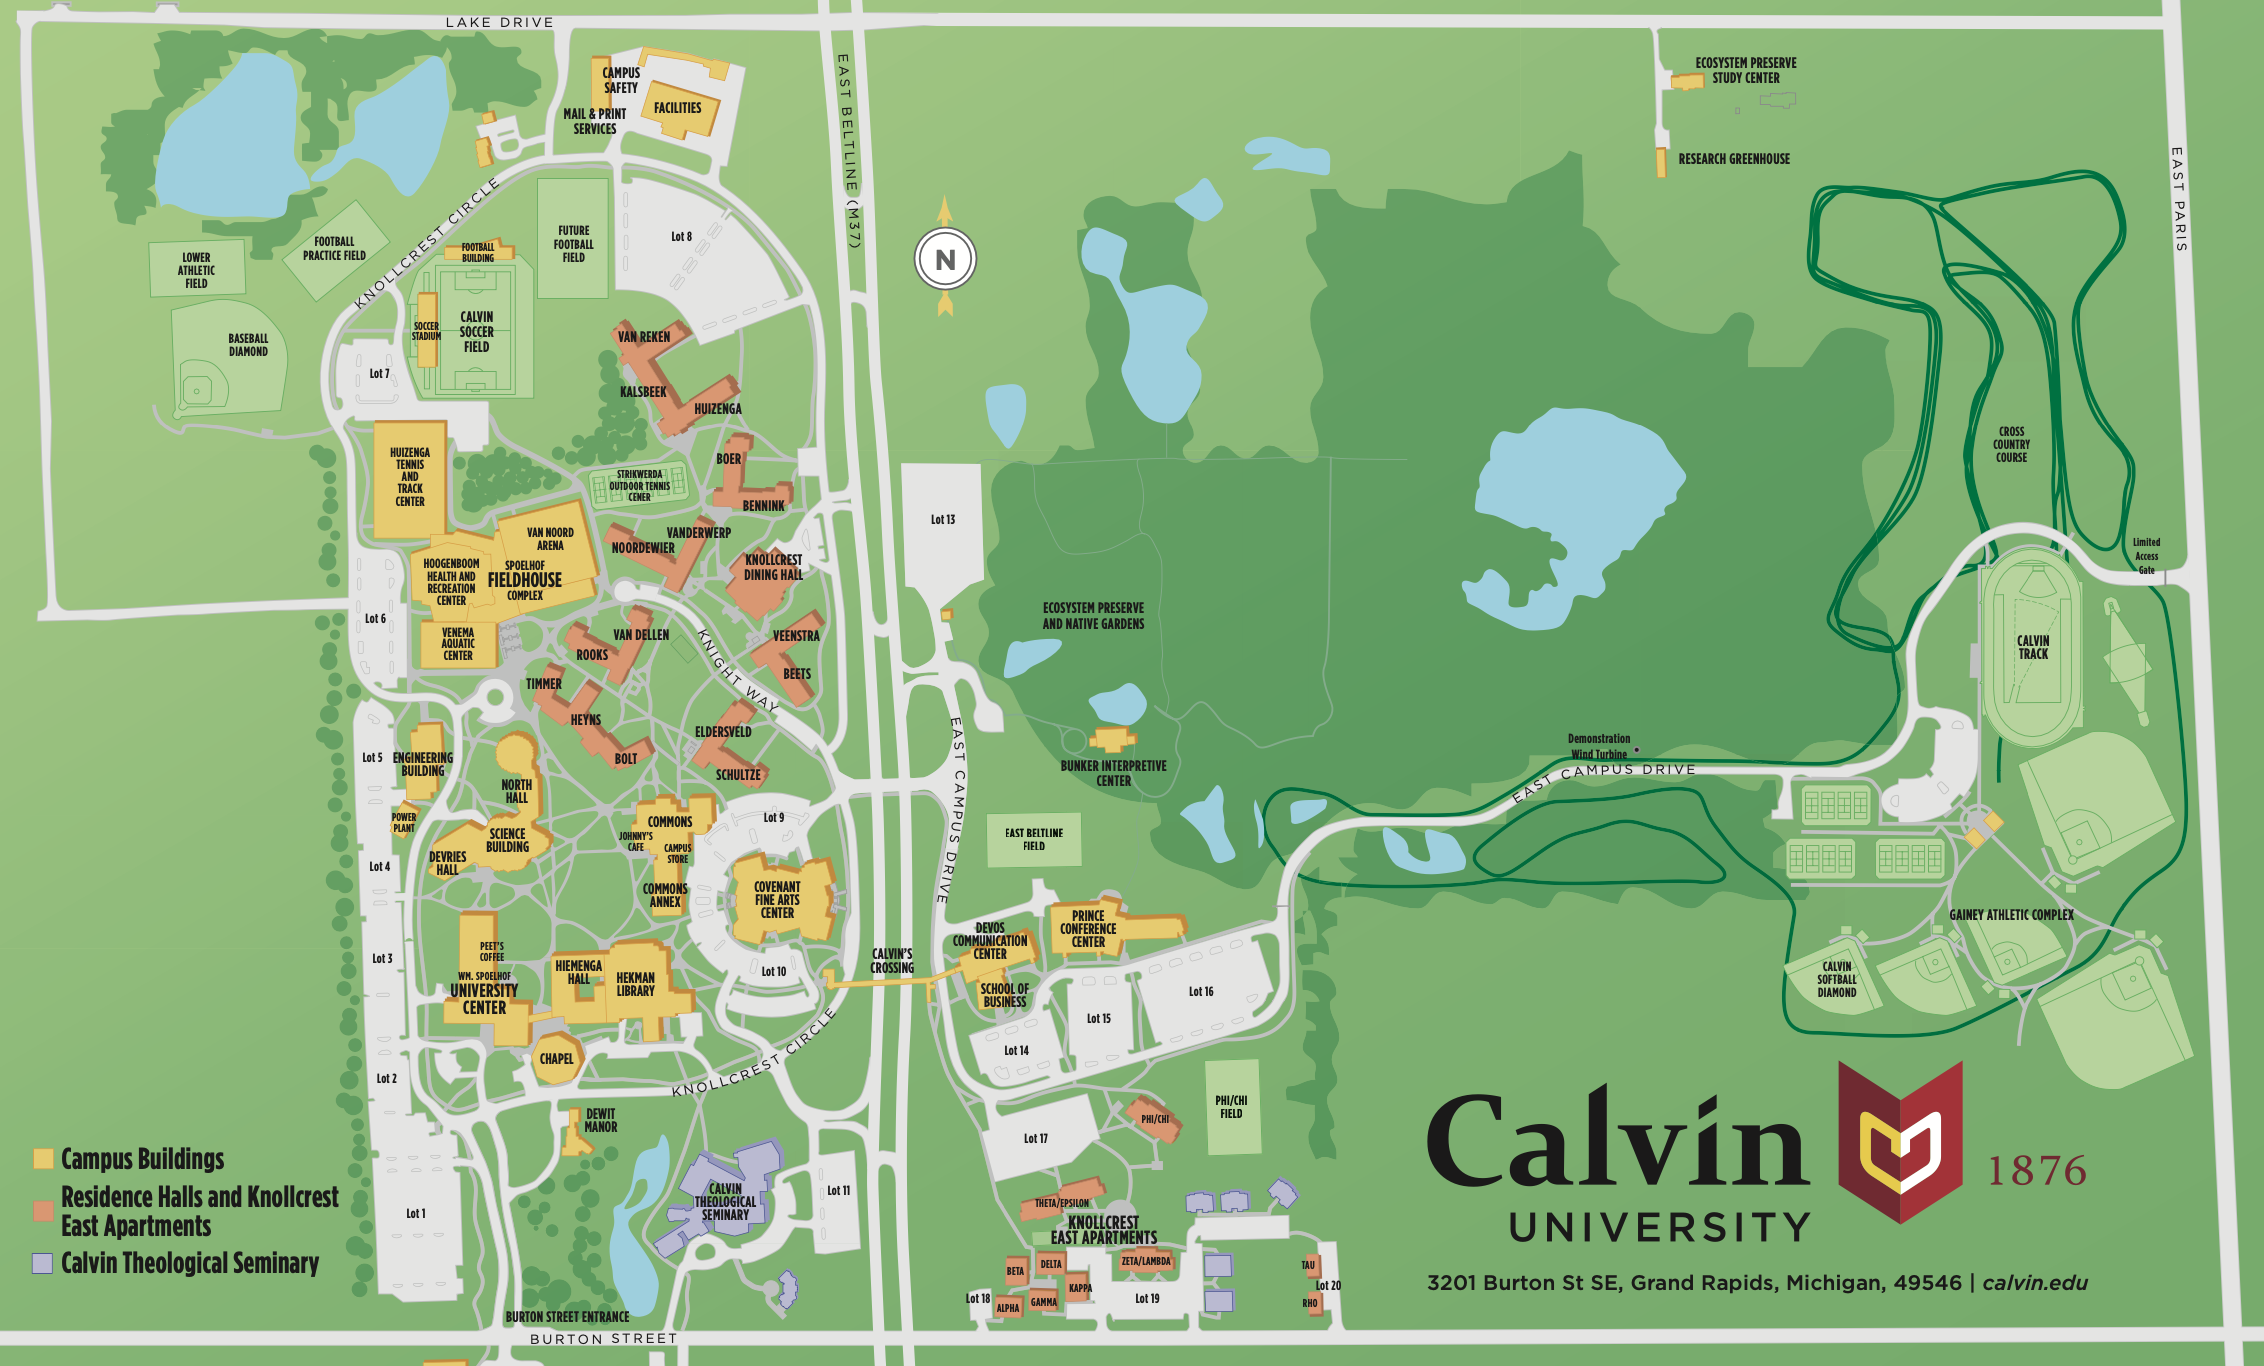 LAKE DRIVE
EAST BELTLINE (M37)
CAMPUS
SAFETY
MAIL & PRINT
SERVICES
FACILITIES
ECOSYSTEM PRESERVE
STUDY CENTER
RESEARCH GREENHOUSE
EAST PARIS
KNOLLCREST CIRCLE
LOWER
ATHLETIC
FIELD
FOOTBALL
PRACTICE FIELD
FOOTBALL
BUILDING
FUTURE
FOOTBALL
FIELD
Lot 8
N
BASEBALL
DIAMOND
SOCCER
STADIUM
CALVIN
SOCCER
FIELD
Lot 7
VAN REKEN
KALSBEEK
HUIZENGA
BOER
BENNINK
HUIZENGA
TENNIS
AND
TRACK
CENTER
STRIKWERDA
OUTDOOR TENNIS
CENER
VAN NOORD
ARENA
HOOGENBOOM
HEALTH AND
RECREATION
CENTER
SPOELHOF
FIELDHOUSE
COMPLEX
NOORDEWIER
VANDERWERP
KNOLLCREST
DINING HALL
Lot 13
CROSS
COUNTRY
COURSE
Limited
Access
Gate
Lot 6
VENEMA
AQUATIC
CENTER
ROOKS
VAN DELLEN
KNIGHT WAY
VEENSTRA
BEETS
ECOSYSTEM PRESERVE
AND NATIVE GARDENS
CALVIN
TRACK
TIMMER
HEYNS
BOLT
ELDERSVELD
SCHULTZE
EAST CAMPUS DRIVE
BUNKER INTERPRETIVE
CENTER
Demonstration
Wind Turbine
EAST CAMPUS DRIVE
Lot 5
ENGINEERING
BUILDING
NORTH
HALL
POWER
PLANT
SCIENCE
BUILDING
DEVRIES
HALL
COMMONS
JOHNNY'S
CAFE
CAMPUS
STORE
COMMONS
ANNEX
Lot 9
COVENANT
FINE ARTS
CENTER
EAST BELTLINE
FIELD
Lot 4
Lot 3
PEET'S
COFFEE
WM. SPOELHOF
UNIVERSITY
CENTER
HIEMENGA
HALL
HEKMAN
LIBRARY
Lot 10
CALVIN'S
CROSSING
DEVOS
COMMUNICATION
CENTER
SCHOOL OF
BUSINESS
PRINCE
CONFERENCE
CENTER
GAINEY ATHLETIC COMPLEX
CALVIN
SOFTBALL
DIAMOND
Lot 16
Lot 15
Lot 14
CHAPEL
KNOLLCREST CIRCLE
Lot 2
DEWIT
MANOR
Lot 17
PHI/CHI
PHI/CHI
FIELD
CALVIN
THEOLOGICAL
SEMINARY
Lot 11
Lot 1
THETA/EPSILON
KNOLLCREST
EAST APARTMENTS
BETA
DELTA
KAPPA
ZETA/LAMBDA
ALPHA
GAMMA
Lot 18
Lot 19
TAU
RHO
Lot 20
Campus Buildings
Residence Halls and Knollcrest
East Apartments
Calvin Theological Seminary
BURTON STREET ENTRANCE
BURTON STREET
Calvin
UNIVERSITY
1876
3201 Burton St SE, Grand Rapids, Michigan, 49546 | calvin.edu